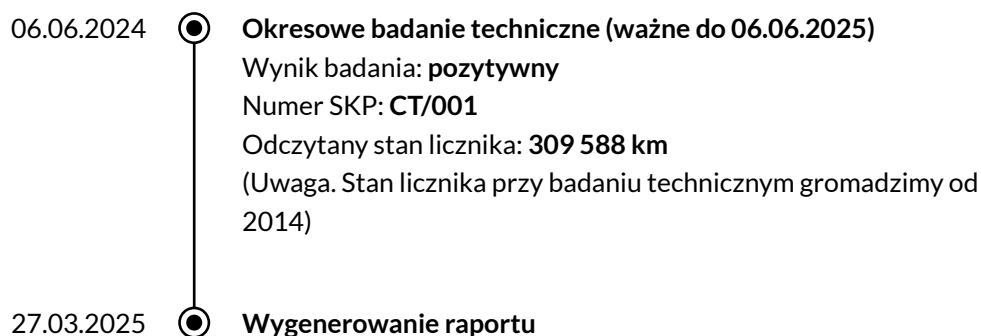 06.06.2024 Okresowe badanie techniczne (ważne do 06.06.2025)
Wynik badania: pozytywny
Numer SKP: CT/001
Odczytany stan licznika: 309 588 km
(Uwaga. Stan licznika przy badaniu technicznym gromadzimy od
2014)
27.03.2025 Wygenerowanie raportu